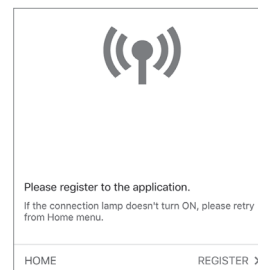 Please register to the application.
If the connection lamp doesn't turn ON, please retry
from Home menu.
HOME
REGISTER